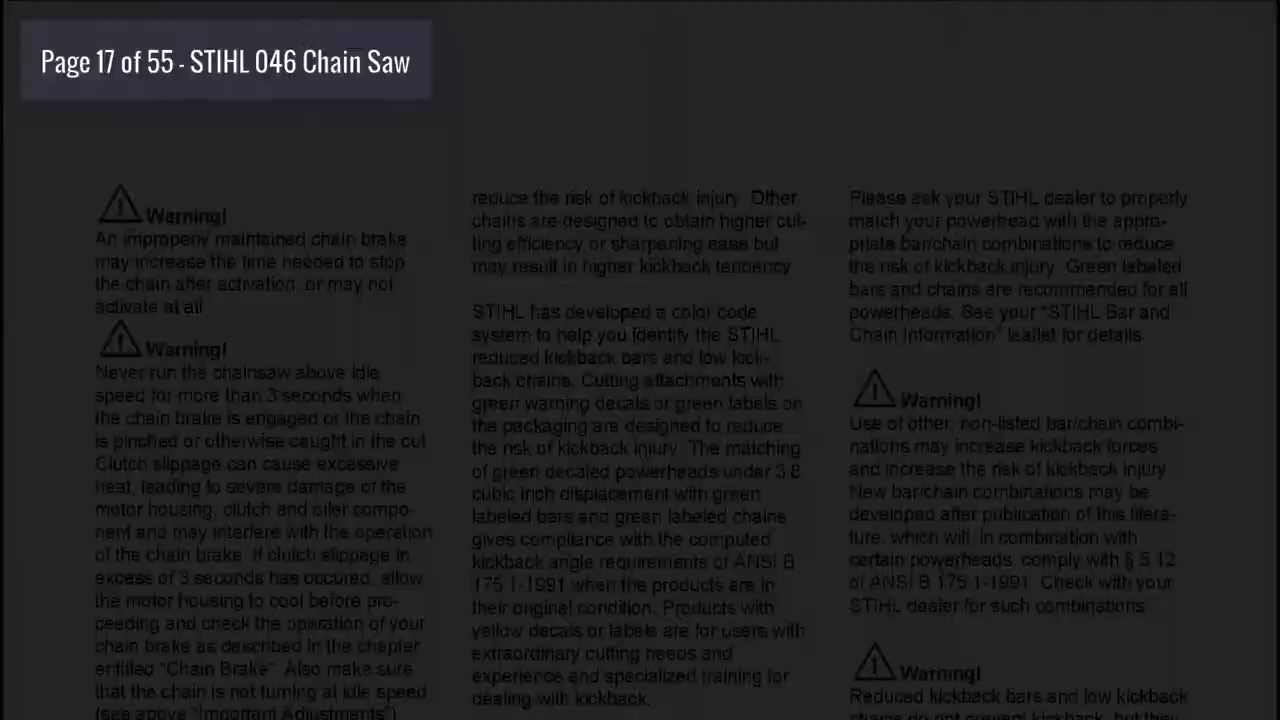 Page 17 of 55 - STIHL 046 Chain Saw
Warning!
An improperly maintained chain brake
may increase the time needed to stop
the chain after activation, or may not
activate at all
Warning!
Never run the chainsaw above idle
speed for more than 3 seconds when
the chain brake is engaged or the chain
is pinched or otherwise caught in the cut
Clutch slippage can cause excessive
heat, leading to severe damage of the
motor housing, clutch and oiler compo-
nent and may interfere with the operation
of the chain brake. If clutch slippage in
excess of 3 seconds has occured, allow
the motor housing to cool before pro-
ceeding and check the operation of your
chain brake as described in the chapter
entitled "Chain Brake". Also make sure
that the chain is not turning at idle speed
(see above "Important Adjustments")
reduce the risk of kickback injury. Other
chains are designed to obtain higher cut-
ting efficiency or sharpening ease but
may result in higher kickback tendency
STIHL has developed a color code
system to help you identify the STIHL
reduced kickback bars and low kick-
back chains. Cutting attachments with
green warning decals or green labels on
the packaging are designed to reduce
the risk of kickback injury. The matching
of green decaled powerheads under 3.8
cubic inch displacement with green
labeled bars and green labeled chains
gives compliance with the computed
kickback angle requirements of ANSI B
175.1-1991 when the products are in
their original condition. Products with
yellow decals or labels are for users with
extraordinary cutting needs and
experience and specialized training for
dealing with kickback.
Please ask your STIHL dealer to properly
match your powerhead with the appro-
priate bar/chain combinations to reduce
the risk of kickback injury. Green labeled
bars and chains are recommended for all
powerheads. See your "STIHL Bar and
Chain Information" leaflet for details.
Warning!
Use of other, non-listed bar/chain combi-
nations may increase kickback forces
and increase the risk of kickback injury
New bar/chain combinations may be
developed after publication of this litera-
ture, which will, in combination with
certain powerheads, comply with § 5.12
of ANSI B 175.1-1991. Check with your
STIHL dealer for such combinations
Warning!
Reduced kickback bars and low kickback
chains do not prevent kickback, but they